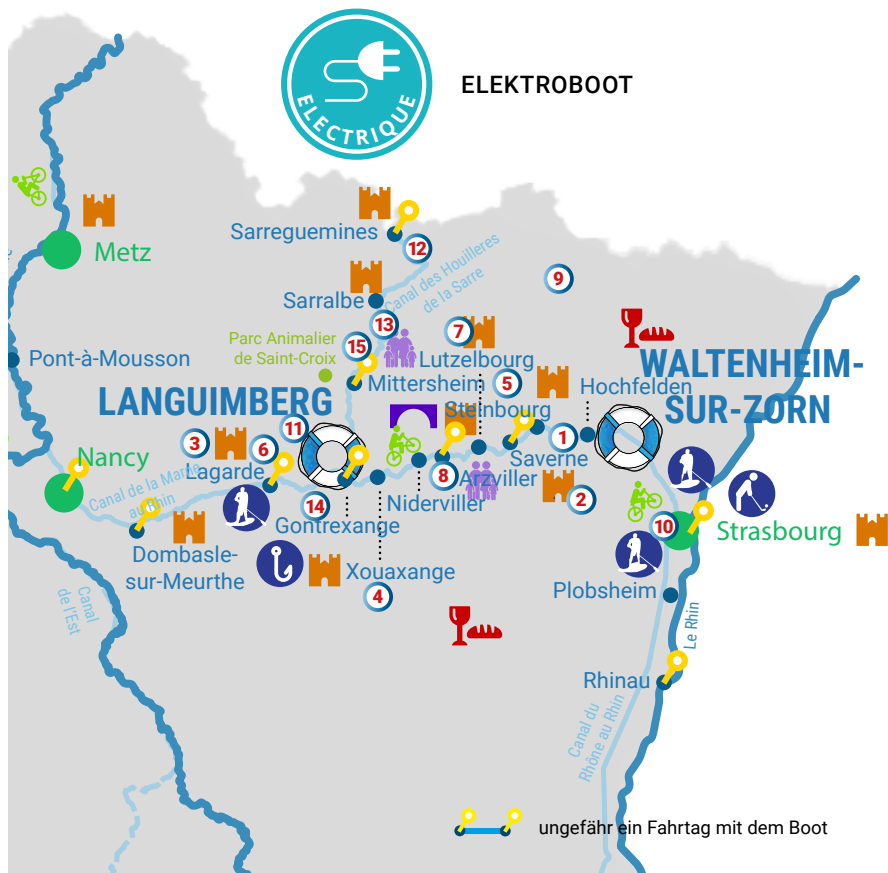 ELECTRIQUE
ELEKTROBOOT
Metz
Sarreguemines
12
Canal des Houilleres
de la Sarre
9
Sarralbe
13
Parc Animalier
de Saint-Croix
15
7
Lutzelbourg
Pont-à-Mousson
Mittersheim
5
Hochfelden
WALTENHEIM-
SUR-ZORN
LANGUIMBERG
Steinbourg
11
3
6
1
Nancy
Lagarde
Saverne
Arzviller
8
Canal de la Marne
au Rhin
14
Niderviller
2
Gontrexange
10
Strasbourg
Dombasle-
sur-Meurthe
Xouaxange
4
Plobsheim
Canal
de l'Est
Le Rhin
Rhinau
Canal du
Rhône au Rhin
ungefähr ein Fahrtag mit dem Boot